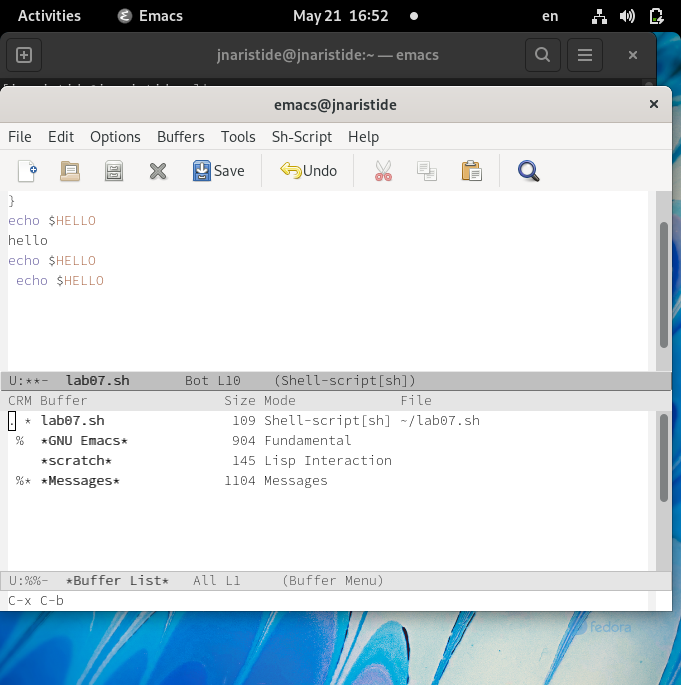 Activities Emacs May 21 16:52 en
jnaristide@jnaristide:~ — emacs
emacs@jnaristide
File Edit Options Buffers Tools Sh-Script Help
Save Undo
}
echo $HELLO
hello
echo $HELLO
 echo $HELLO
U:**- lab07.sh Bot L10 (Shell-script[sh])
CRM Buffer Size Mode File
. * lab07.sh 109 Shell-script[sh] ~/lab07.sh
 % *GNU Emacs* 904 Fundamental
*scratch* 145 Lisp Interaction
 %* *Messages* 1104 Messages
U:%%- *Buffer List* All L1 (Buffer Menu)
C-x C-b
fedora